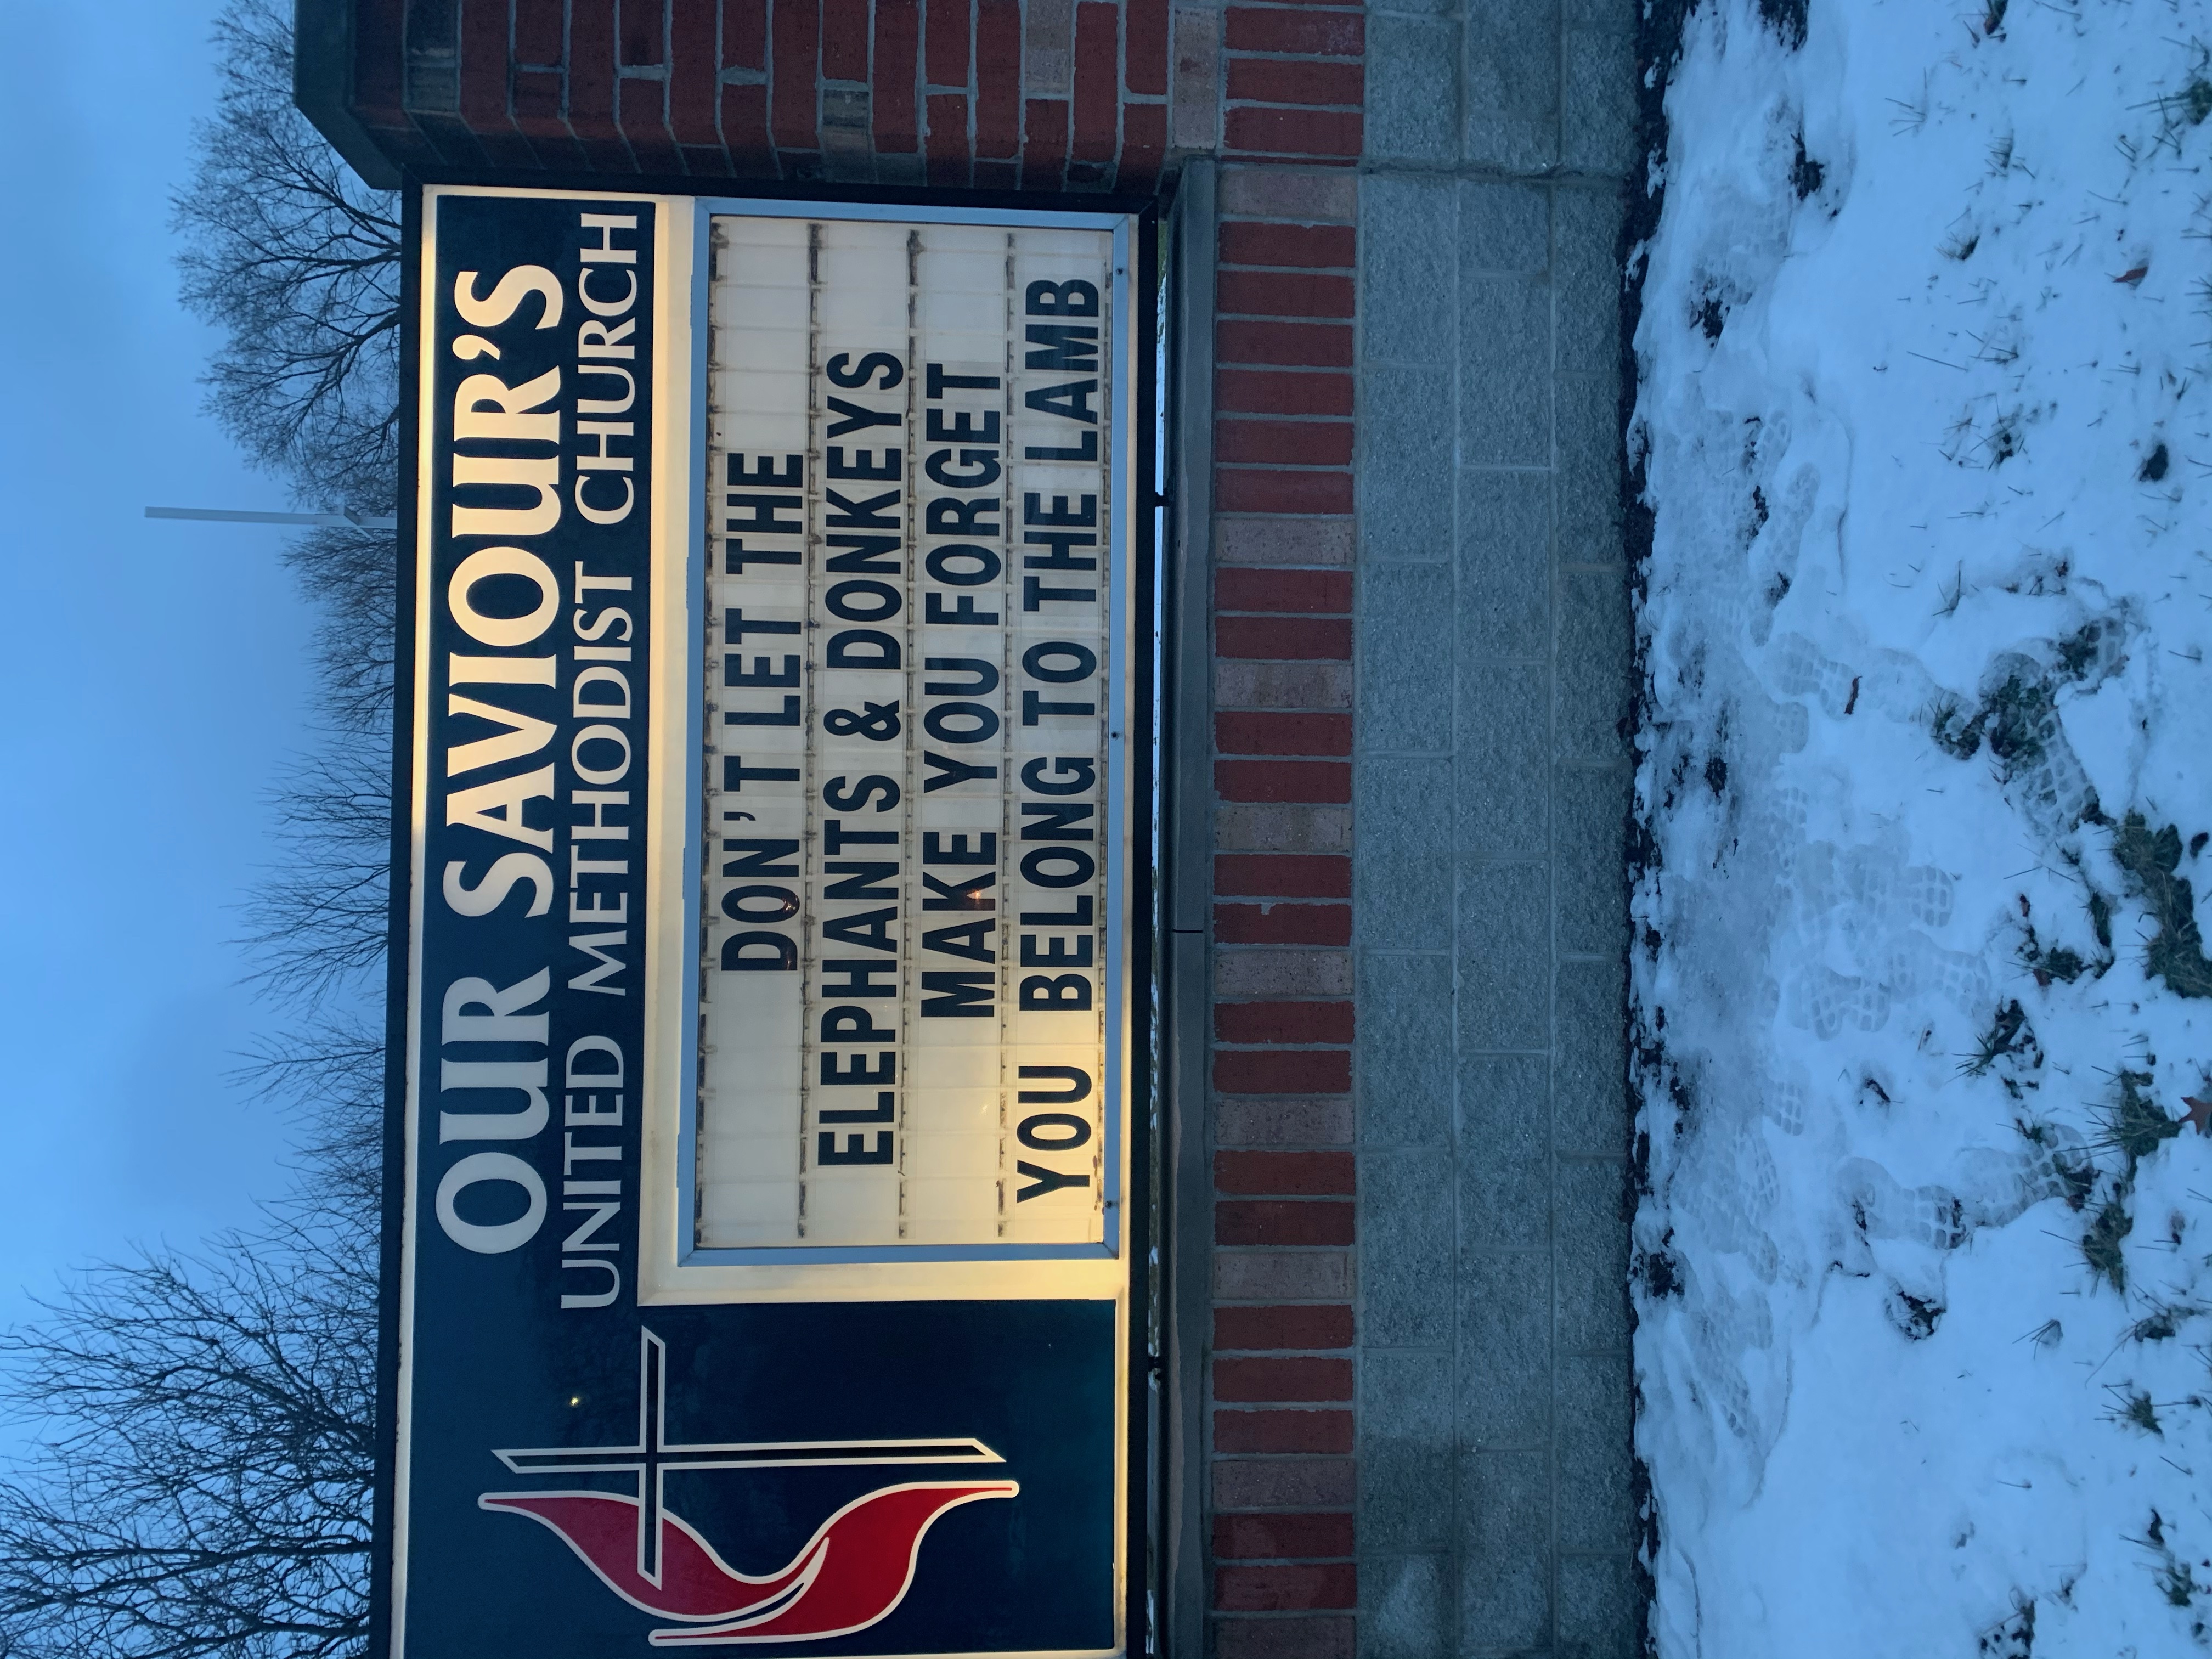 OUR SAVIOUR'S
UNITED METHODIST CHURCH
DON'T LET THE
ELEPHANTS & DONKEYS
MAKE YOU FORGET
YOU BELONG TO THE LAMB